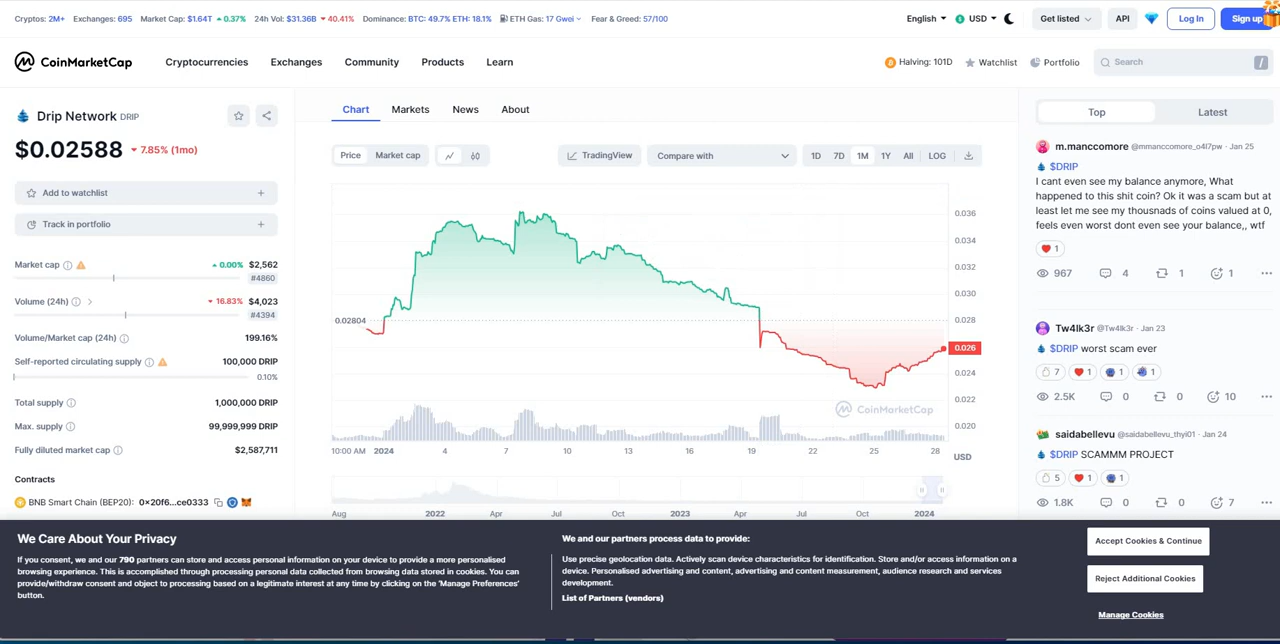 Cryptos: 2M+ Exchanges: 695 Market Cap: $1.64T 0.37% 24h Vol: $31.36B 40.41% Dominance: BTC: 49.7% ETH: 18.1% ETH Gas: 17 Gwei Fear & Greed: 57/100
English USD Get listed API Log In Sign up
CoinMarketCap Cryptocurrencies Exchanges Community Products Learn
Halving: 101D Watchlist Portfolio Search /
Drip Network DRIP
$0.02588 7.85% (1mo)
Add to watchlist +
Track in portfolio +
Market cap 0.00% $2,562
#4860
Volume (24h) 16.83% $4,023
#4394
Volume/Market cap (24h) 199.16%
Self-reported circulating supply 100,000 DRIP
0.10%
Total supply 1,000,000 DRIP
Max. supply 99,999,999 DRIP
Fully diluted market cap $2,587,711
Contracts
BNB Smart Chain (BEP20): 0x20f6...ce0333
Chart Markets News About
Price Market cap TradingView Compare with 1D 7D 1M 1Y All LOG
0.036
0.034
0.032
0.030
0.02804 0.028
0.026
0.024
0.022
0.020
CoinMarketCap
10:00 AM 2024 4 7 10 13 16 19 22 25 28 USD
Aug 2022 Apr Jul Oct 2023 Apr Jul Oct 2024
Top Latest
m.manccomore @mmanccomore_o4l7pw · Jan 25
$DRIP
I cant even see my balance anymore, What
happened to this shit coin? Ok it was a scam but at
least let me see my thousnads of coins valued at 0,
feels even worst dont even see your balance,, wtf
1
967 4 1 1
Tw4lk3r @Tw4lk3r · Jan 23
$DRIP worst scam ever
7 1 1 1
2.5K 0 0 10
saidabellevu @saidabellevu_thyi01 · Jan 24
$DRIP SCAMMM PROJECT
5 1 1
1.8K 0 0 7
We Care About Your Privacy
If you consent, we and our 790 partners can store and access personal information on your device to provide a more personalised
browsing experience. This is accomplished through processing personal data collected from browsing data stored in cookies. You can
provide/withdraw consent and object to processing based on a legitimate interest at any time by clicking on the 'Manage Preferences'
button.
We and our partners process data to provide:
Use precise geolocation data. Actively scan device characteristics for identification. Store and/or access information on a
device. Personalised advertising and content, advertising and content measurement, audience research and services
development.
List of Partners (vendors)
Accept Cookies & Continue
Reject Additional Cookies
Manage Cookies